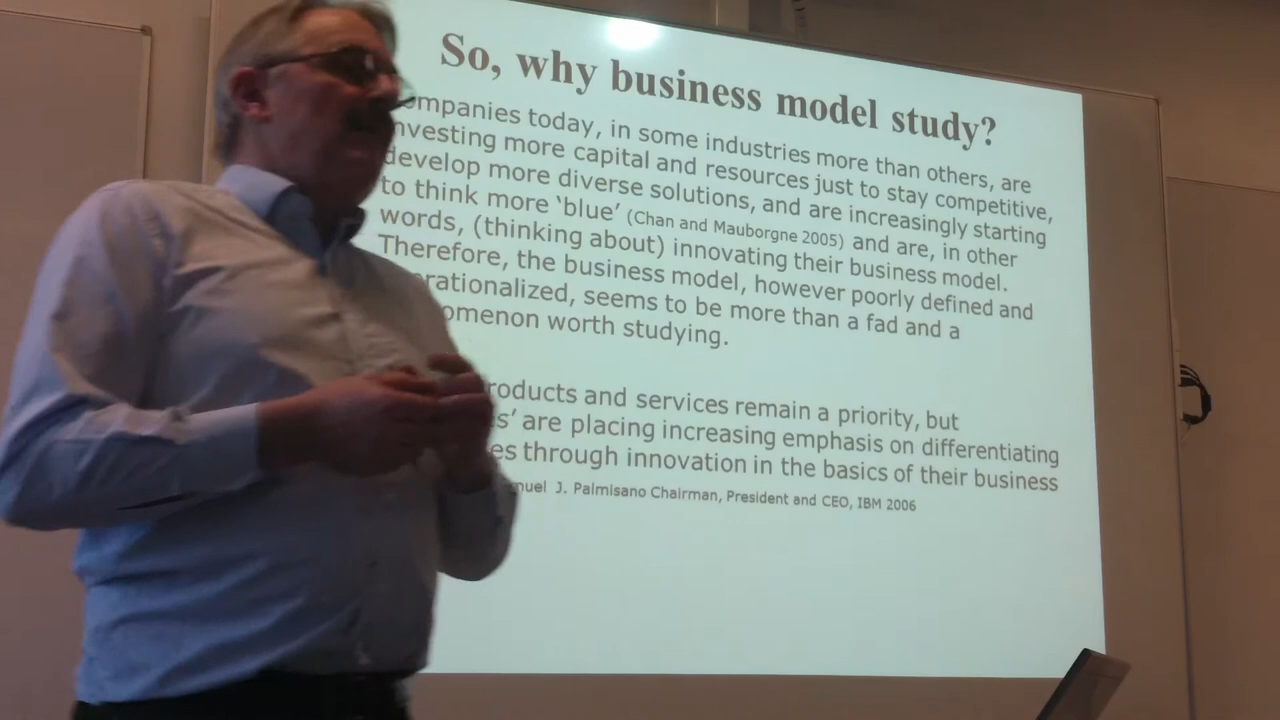 So, why business model study?
ompanies today, in some industries more than others, are
nvesting more capital and resources just to stay competitive,
develop more diverse solutions, and are increasingly starting
to think more ‘blue’ (Chan and Mauborgne 2005) and are, in other
words, (thinking about) innovating their business model.
Therefore, the business model, however poorly defined and
rationalized, seems to be more than a fad and a
omenon worth studying.
roducts and services remain a priority, but
s’ are placing increasing emphasis on differentiating
es through innovation in the basics of their business
muel J. Palmisano Chairman, President and CEO, IBM 2006